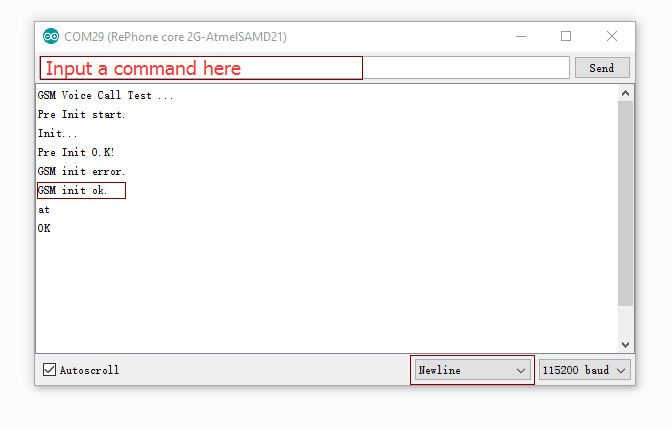 COM29 (RePhone core 2G-AtmelSAMD21)
Input a command here
Send
GSM Voice Call Test ...
Pre Init start.
Init...
Pre Init O.K!
GSM init error.
GSM init ok.
at
OK
Autoscroll
Newline
115200 baud